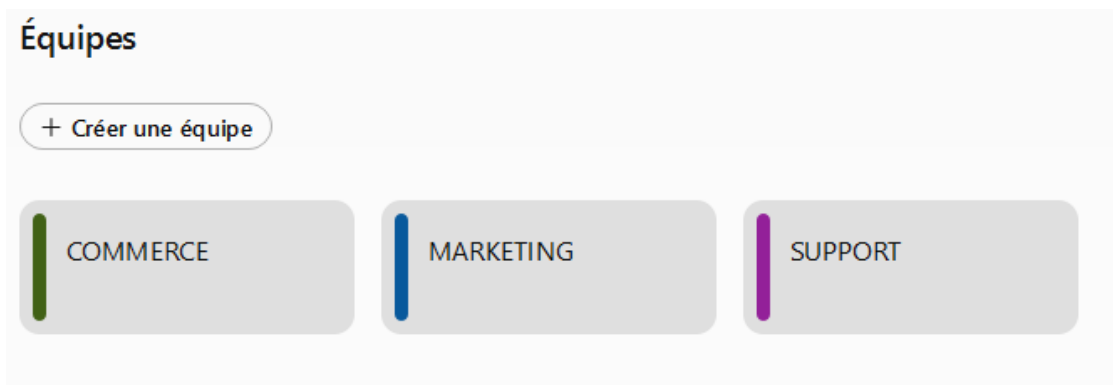 Équipes
+ Créer une équipe
COMMERCE
MARKETING
SUPPORT